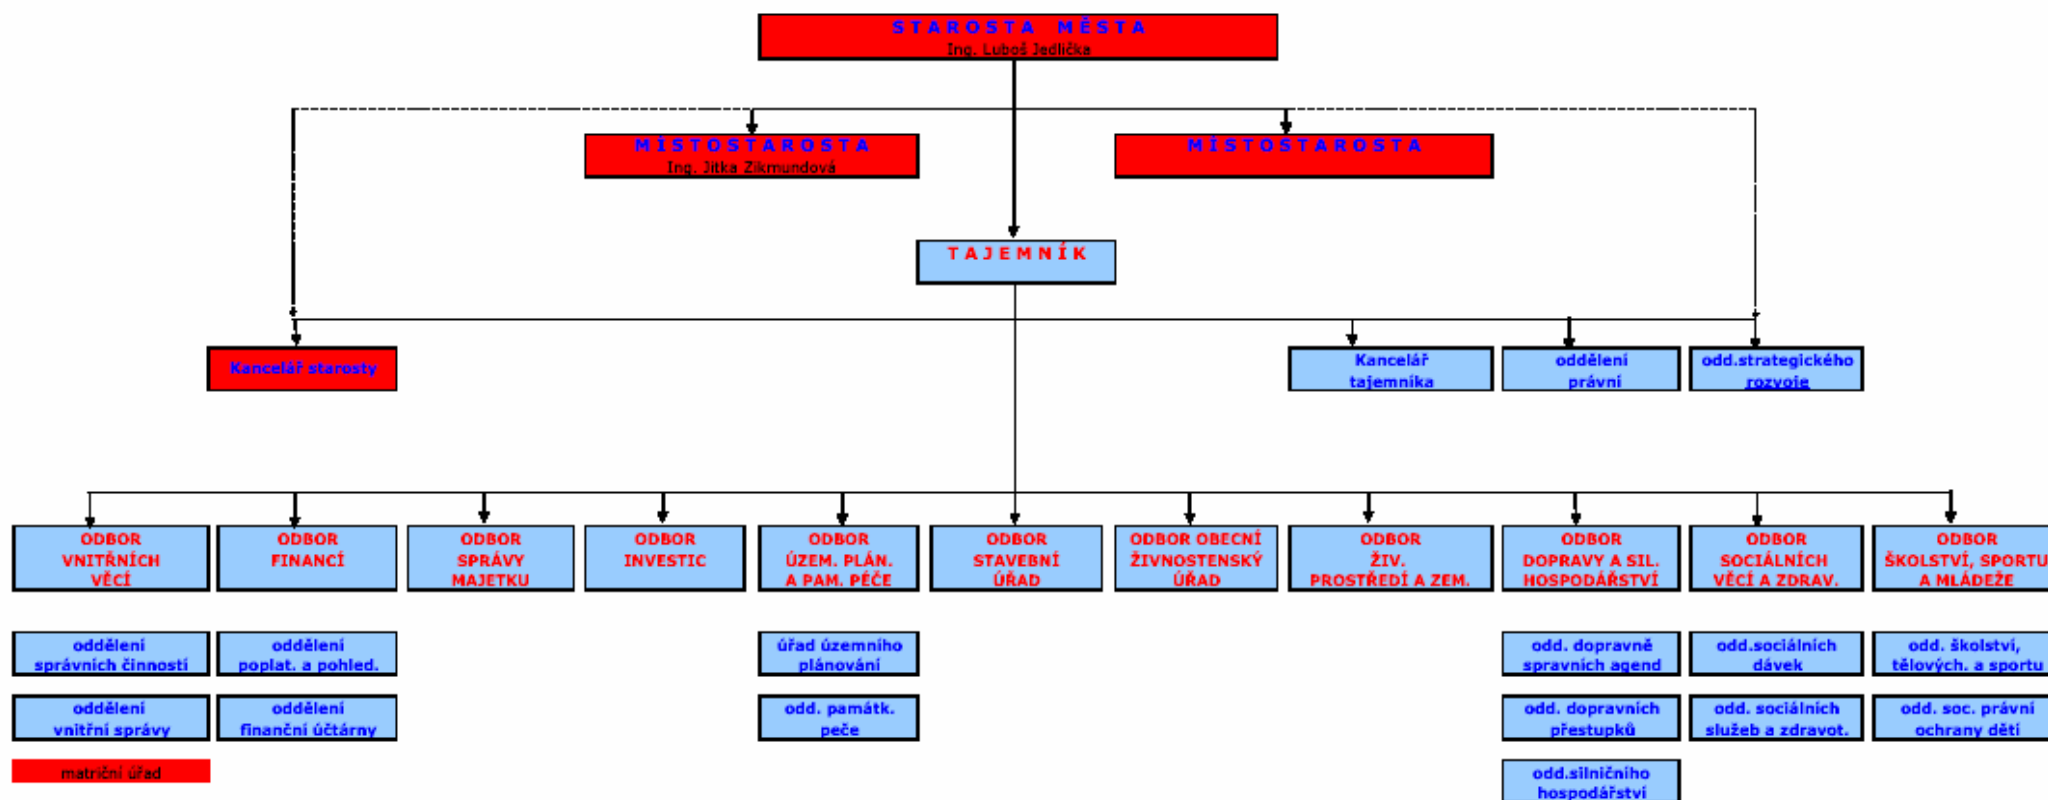 STAROSTA MĚSTA
Ing. Luboš Jedlička
MÍSTOSTAROSTA
Ing. Jitka Zikmundová
MÍSTOSTAROSTA
TAJEMNÍK
Kancelář starosty
Kancelář
tajemníka
oddělení
právní
odd.strategického
rozvoje
ODBOR
VNITŘNÍCH
VĚCÍ
ODBOR
FINANCÍ
ODBOR
SPRÁVY
MAJETKU
ODBOR
INVESTIC
ODBOR
ÚZEM. PLÁN.
A PAM. PÉČE
ODBOR
STAVEBNÍ
ÚŘAD
ODBOR OBECNÍ
ŽIVNOSTENSKÝ
ÚŘAD
ODBOR
ŽIV.
PROSTŘEDÍ A ZEM.
ODBOR
DOPRAVY A SIL.
HOSPODÁŘSTVÍ
ODBOR
SOCIÁLNÍCH
VĚCÍ A ZDRAV.
ODBOR
ŠKOLSTVÍ, SPORTU
A MLÁDEŽE
oddělení
správních činností
oddělení
poplat. a pohled.
úřad územního
plánování
odd. dopravně
spravních agend
odd.sociálních
dávek
odd. školství,
tělových. a sportu
oddělení
vnitřní správy
oddělení
finanční účtárny
odd. památk.
peče
odd. dopravních
přestupků
odd. sociálních
služeb a zdravot.
odd. soc. právní
ochrany dětí
matriční úřad
odd.silničního
hospodářství